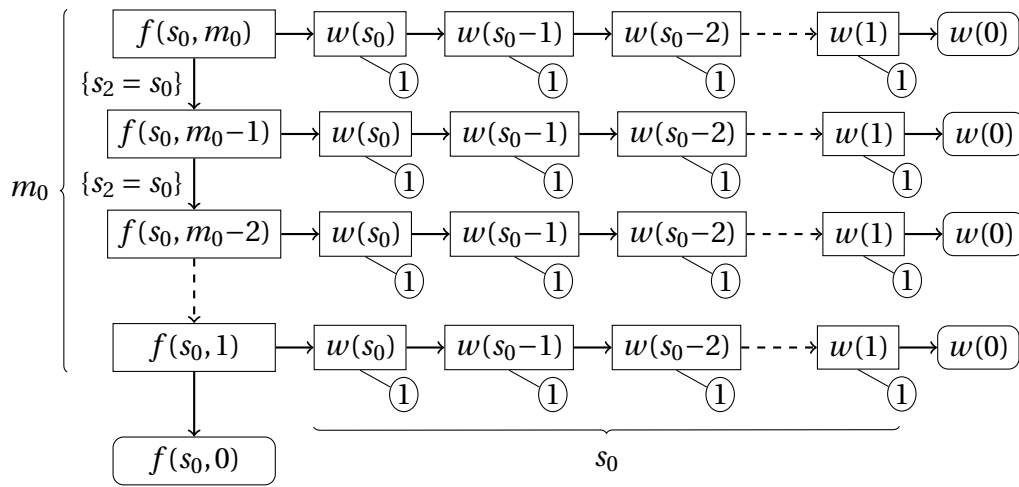 f(s₀, m₀) w(s₀) w(s₀−1) w(s₀−2) w(1) w(0)
1 1 1 1
{s₂ = s₀}
f(s₀, m₀−1) w(s₀) w(s₀−1) w(s₀−2) w(1) w(0)
1 1 1 1
m₀ {s₂ = s₀}
f(s₀, m₀−2) w(s₀) w(s₀−1) w(s₀−2) w(1) w(0)
1 1 1 1
f(s₀, 1) w(s₀) w(s₀−1) w(s₀−2) w(1) w(0)
1 1 1 1
f(s₀, 0) s₀